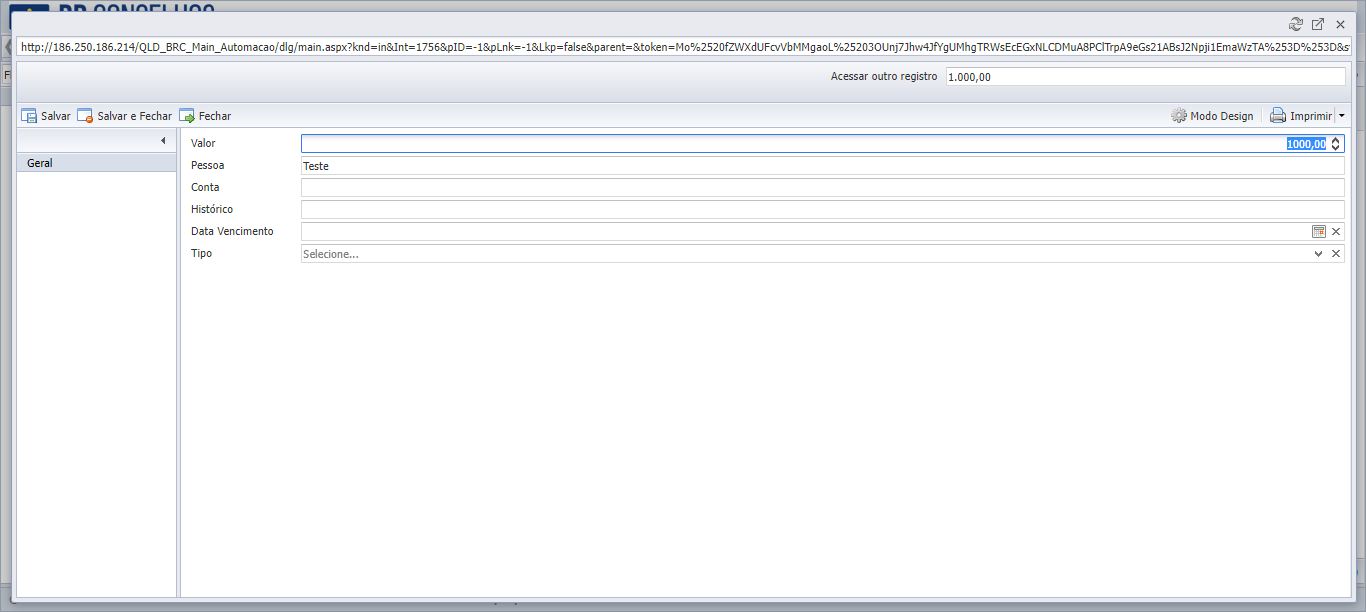 BR CONSELHOS
http://186.250.186.214/QLD_BRC_Main_Automacao/dlg/main.aspx?knd=in&Int=1756&pID=-1&pLnk=-1&Lkp=false&parent=&token=Mo%2520fZWXdUFcvVbMMgaoL%25203OUnj7Jhw4JfYgUMhgTRWsEcEGxNLCDMuA8PClTrpA9eGs21ABsJ2Npji1EmaWzTA%253D%253D&s
Acessar outro registro 1.000,00
Salvar Salvar e Fechar Fechar Modo Design Imprimir
Geral
Valor 1000,00
Pessoa Teste
Conta
Histórico
Data Vencimento
Tipo Selecione...